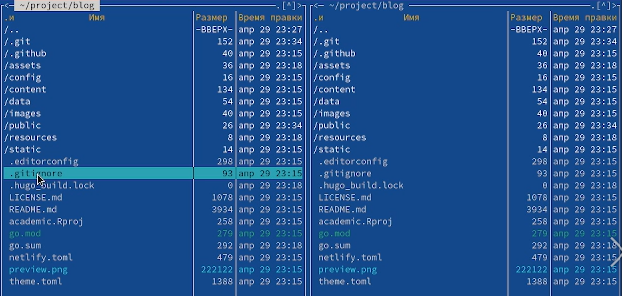 ~/project/blog .[^] ~/project/blog .[^]
.и Имя Размер Время правки .и Имя Размер Время правки
/.. -ВВЕРХ- апр 29 23:27 /.. -ВВЕРХ- апр 29 23:27
/.git 152 апр 29 23:34 /.git 152 апр 29 23:34
/.github 40 апр 29 23:15 /.github 40 апр 29 23:15
/assets 36 апр 29 23:18 /assets 36 апр 29 23:18
/config 16 апр 29 23:15 /config 16 апр 29 23:15
/content 134 апр 29 23:15 /content 134 апр 29 23:15
/data 54 апр 29 23:15 /data 54 апр 29 23:15
/images 40 апр 29 23:15 /images 40 апр 29 23:15
/public 26 апр 29 23:34 /public 26 апр 29 23:34
/resources 8 апр 29 23:18 /resources 8 апр 29 23:18
/static 14 апр 29 23:15 /static 14 апр 29 23:15
.editorconfig 298 апр 29 23:15 .editorconfig 298 апр 29 23:15
.gitignore 93 апр 29 23:15 .gitignore 93 апр 29 23:15
.hugo_build.lock 0 апр 29 23:18 .hugo_build.lock 0 апр 29 23:18
LICENSE.md 1078 апр 29 23:15 LICENSE.md 1078 апр 29 23:15
README.md 3934 апр 29 23:15 README.md 3934 апр 29 23:15
academic.Rproj 258 апр 29 23:15 academic.Rproj 258 апр 29 23:15
go.mod 279 апр 29 23:15 go.mod 279 апр 29 23:15
go.sum 292 апр 29 23:18 go.sum 292 апр 29 23:18
netlify.toml 479 апр 29 23:15 netlify.toml 479 апр 29 23:15
preview.png 222122 апр 29 23:15 preview.png 222122 апр 29 23:15
theme.toml 1388 апр 29 23:15 theme.toml 1388 апр 29 23:15